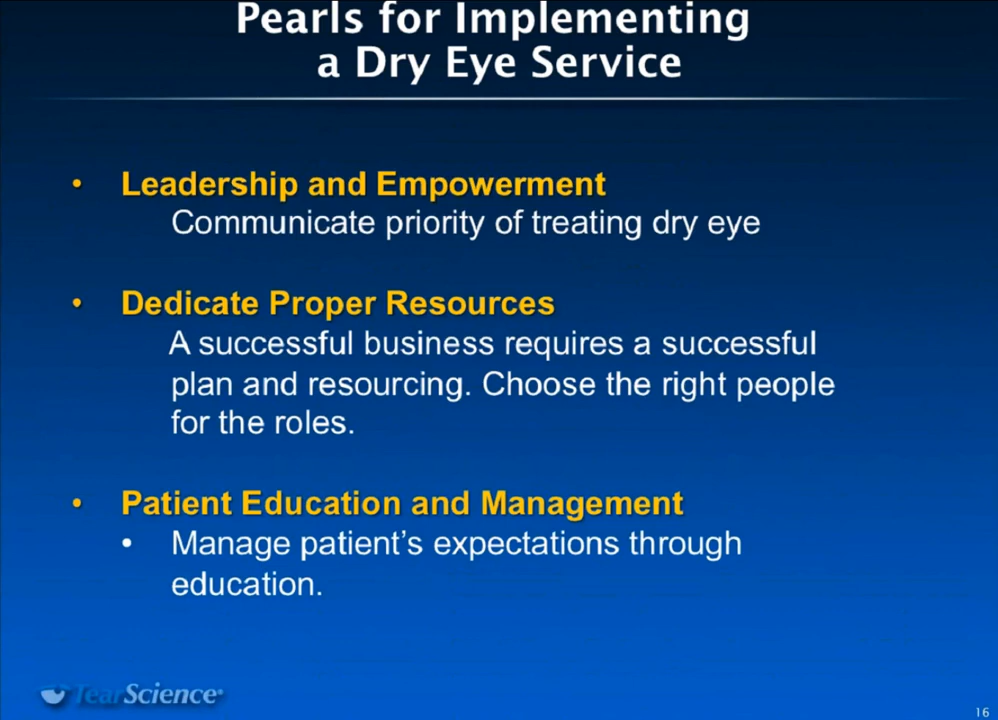 Pearls for Implementing
a Dry Eye Service
• Leadership and Empowerment
Communicate priority of treating dry eye
• Dedicate Proper Resources
A successful business requires a successful
plan and resourcing. Choose the right people
for the roles.
• Patient Education and Management
• Manage patient's expectations through
education.
TearScience®
16